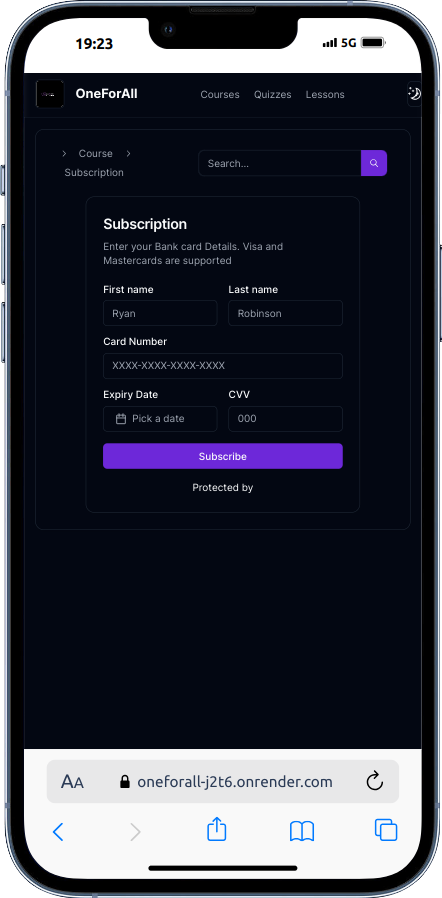 19:23
5G
OneForAll
Courses Quizzes Lessons
Course
Subscription
Search...
Subscription
Enter your Bank card Details. Visa and
Mastercards are supported
First name Last name
Ryan Robinson
Card Number
XXXX-XXXX-XXXX-XXXX
Expiry Date CVV
Pick a date 000
Subscribe
Protected by
AA oneforall-j2t6.onrender.com